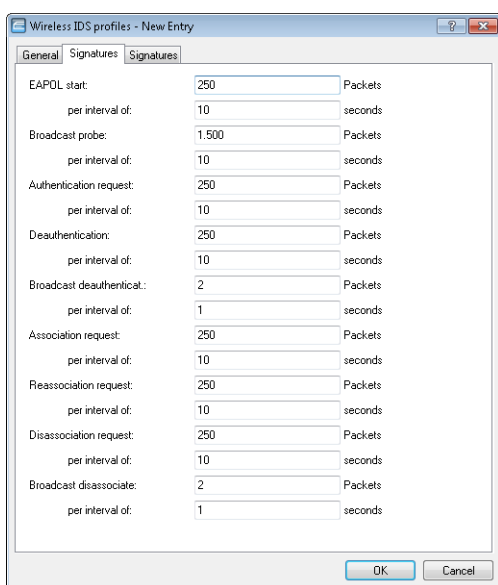 Wireless IDS profiles - New Entry
General Signatures Signatures
EAPOL start: 250 Packets
per interval of: 10 seconds
Broadcast probe: 1.500 Packets
per interval of: 10 seconds
Authentication request: 250 Packets
per interval of: 10 seconds
Deauthentication: 250 Packets
per interval of: 10 seconds
Broadcast deauthenticat.: 2 Packets
per interval of: 1 seconds
Association request: 250 Packets
per interval of: 10 seconds
Reassociation request: 250 Packets
per interval of: 10 seconds
Disassociation request: 250 Packets
per interval of: 10 seconds
Broadcast disassociate: 2 Packets
per interval of: 1 seconds
OK Cancel